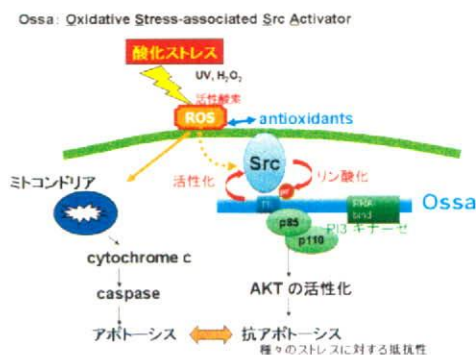 Ossa: Oxidative Stress-associated Src Activator
酸化ストレス
UV, H2O2
活性酸素
ROS
antioxidants
Src
活性化
リン酸化
ミトコンドリア
Ossa
p85
p110
PI3 キナーゼ
cytochrome c
caspase
AKT の活性化
アポトーシス
抗アポトーシス
種々のストレスに対する抵抗性